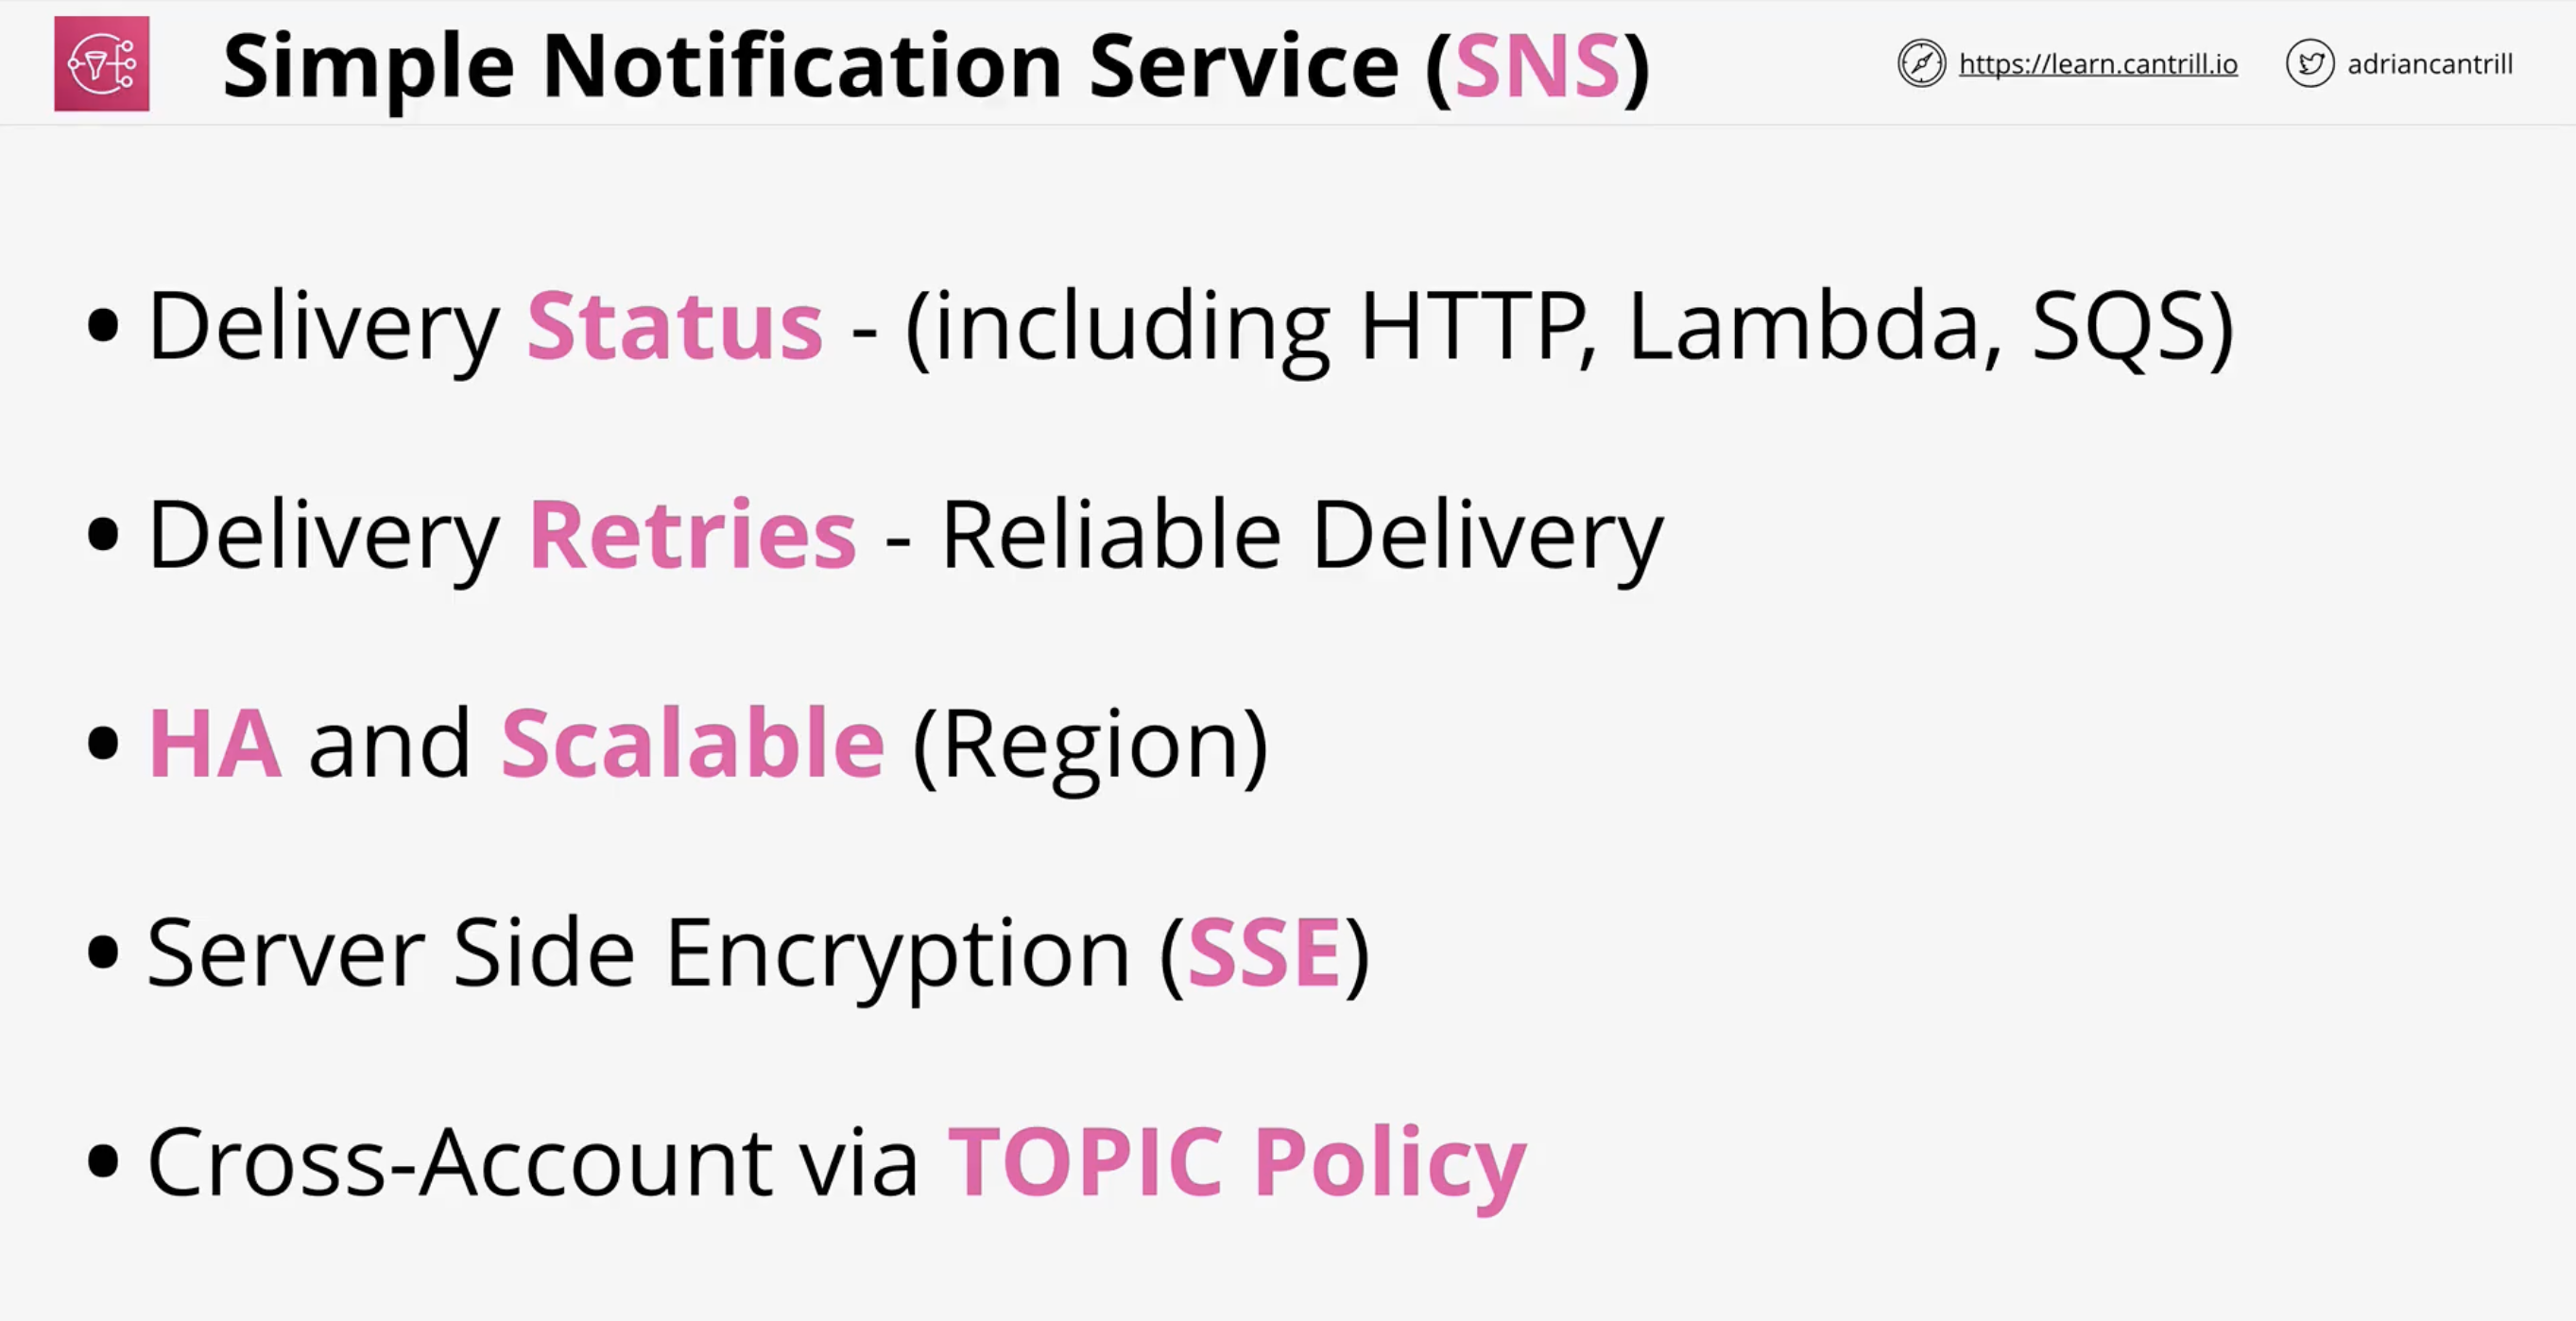 Simple Notification Service (SNS)
https://learn.cantrill.io
adriancantrill
• Delivery Status - (including HTTP, Lambda, SQS)
• Delivery Retries - Reliable Delivery
• HA and Scalable (Region)
• Server Side Encryption (SSE)
• Cross-Account via TOPIC Policy